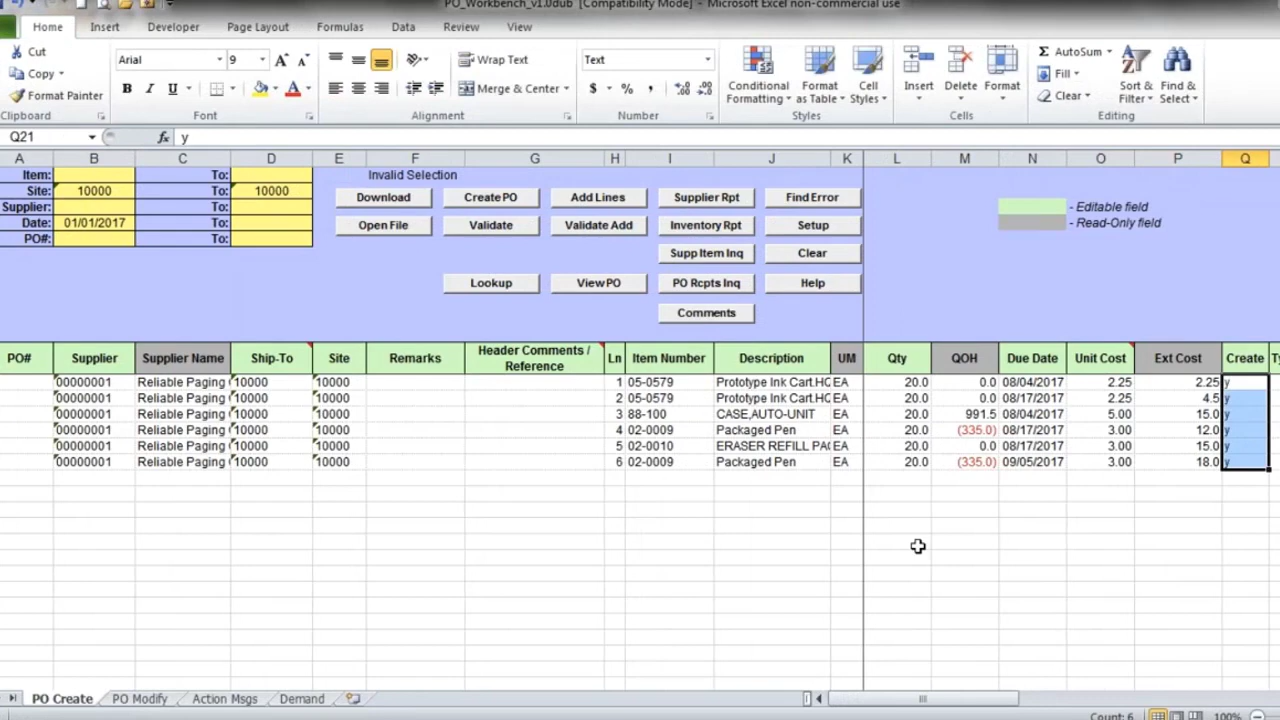 PO_Workbench_v1.0dub [Compatibility Mode] - Microsoft Excel non-commercial use
Home Insert Developer Page Layout Formulas Data Review View
Cut
Copy
Format Painter
Clipboard
Arial 9
B I U A
Font
Wrap Text
Merge & Center
Alignment
Text
$ % ,
Number
Conditional Formatting
Format as Table
Cell Styles
Styles
Insert Delete Format
Cells
AutoSum
Fill
Clear
Sort & Filter
Find & Select
Editing
Q21 fx y
A B C D E F G H I J K L M N O P Q
Item: To: Invalid Selection
Site: 10000 To: 10000
Supplier: To:
Date: 01/01/2017 To:
PO#: To:
Download Create PO Add Lines Supplier Rpt Find Error
Open File Validate Validate Add Inventory Rpt Setup
Supp Item Inq Clear
Lookup View PO PO Rcpts Inq Help
Comments
- Editable field
- Read-Only field
PO# Supplier Supplier Name Ship-To Site Remarks Header Comments / Reference Ln Item Number Description UM Qty QOH Due Date Unit Cost Ext Cost Create
00000001 Reliable Paging 10000 10000 1 05-0579 Prototype Ink Cart.HC EA 20.0 0.0 08/04/2017 2.25 2.25 y
00000001 Reliable Paging 10000 10000 2 05-0579 Prototype Ink Cart.HC EA 20.0 0.0 08/17/2017 2.25 4.5 y
00000001 Reliable Paging 10000 10000 3 88-100 CASE,AUTO-UNIT EA 20.0 991.5 08/04/2017 5.00 15.0 y
00000001 Reliable Paging 10000 10000 4 02-0009 Packaged Pen EA 20.0 (335.0) 08/17/2017 3.00 12.0 y
00000001 Reliable Paging 10000 10000 5 02-0010 ERASER REFILL PA EA 20.0 0.0 08/17/2017 3.00 15.0 y
00000001 Reliable Paging 10000 10000 6 02-0009 Packaged Pen EA 20.0 (335.0) 09/05/2017 3.00 18.0 y
PO Create PO Modify Action Msgs Demand
Count: 6 100%